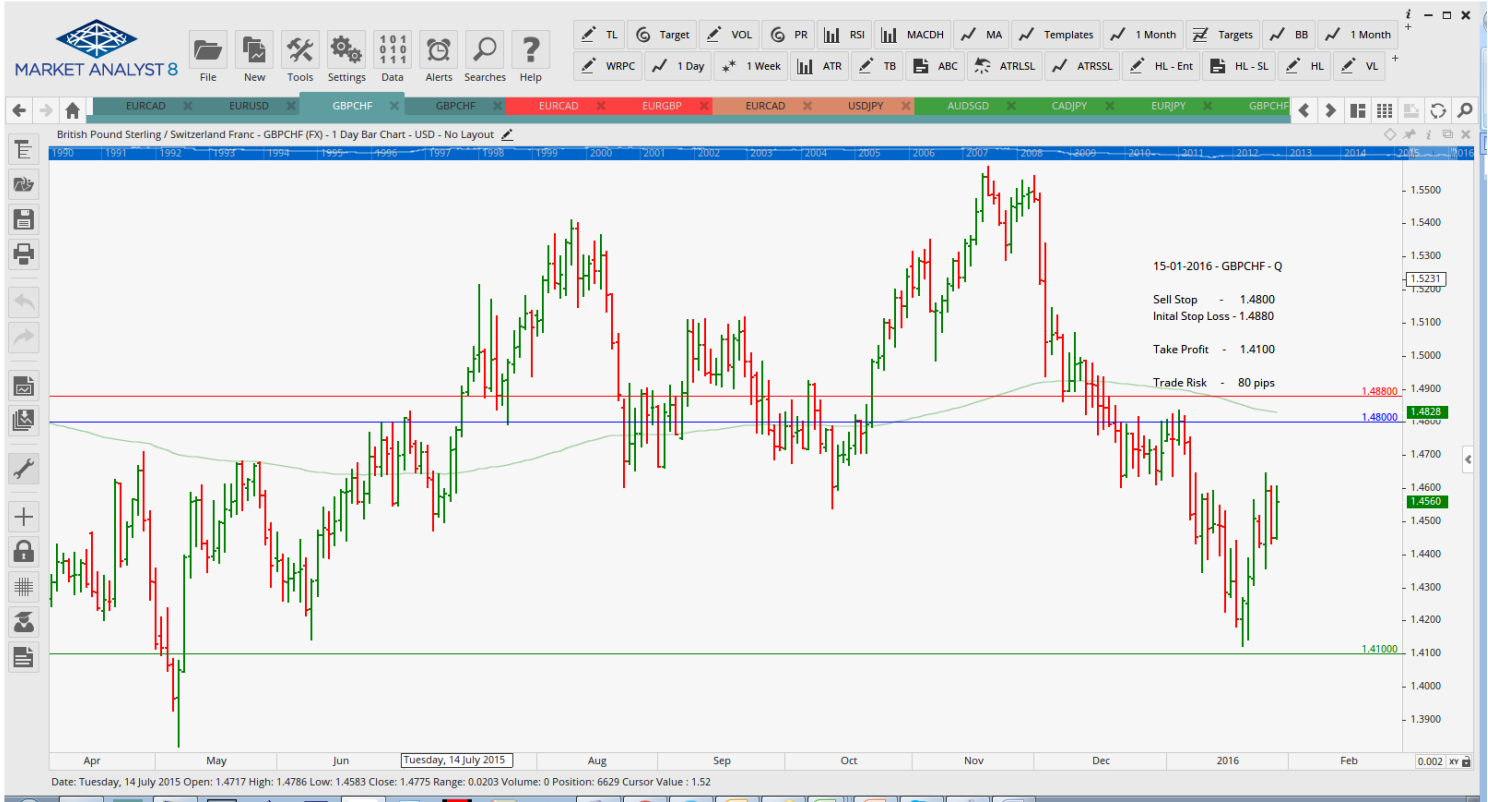 TL Target VOL PR RSI MACDH MA Templates 1 Month Targets BB 1 Month
MARKET ANALYST 8
File New Tools Settings Data Alerts Searches Help
WRPC 1 Day 1 Week ATR TB ABC ATRLSL ATRSSL HL - Ent HL - SL HL VL
EURCAD EURUSD GBPCHF GBPCHF EURCAD EURGBP EURCAD USDJPY AUDSGD CADJPY EURJPY GBPCHF
British Pound Sterling / Switzerland Franc - GBPCHF (FX) - 1 Day Bar Chart - USD - No Layout
1990 1991 1992 1993 1994 1995 1996 1997 1998 1999 2000 2001 2002 2003 2004 2005 2006 2007 2008 2009 2010 2011 2012 2013 2014 2015 2016
1.5500
1.5400
1.5300
15-01-2016 - GBPCHF - Q
1.5231
1.5200
Sell Stop - 1.4800
Inital Stop Loss - 1.4880
1.5100
Take Profit - 1.4100
1.5000
Trade Risk - 80 pips
1.4900
1.48800
1.4828
1.48000
1.4800
1.4700
1.4600
1.4560
1.4500
1.4400
1.4300
1.4200
1.41000
1.4100
1.4000
1.3900
Apr May Jun Tuesday, 14 July 2015 Aug Sep Oct Nov Dec 2016 Feb 0.002 XY
Date: Tuesday, 14 July 2015 Open: 1.4717 High: 1.4786 Low: 1.4583 Close: 1.4775 Range: 0.0203 Volume: 0 Position: 6629 Cursor Value : 1.52